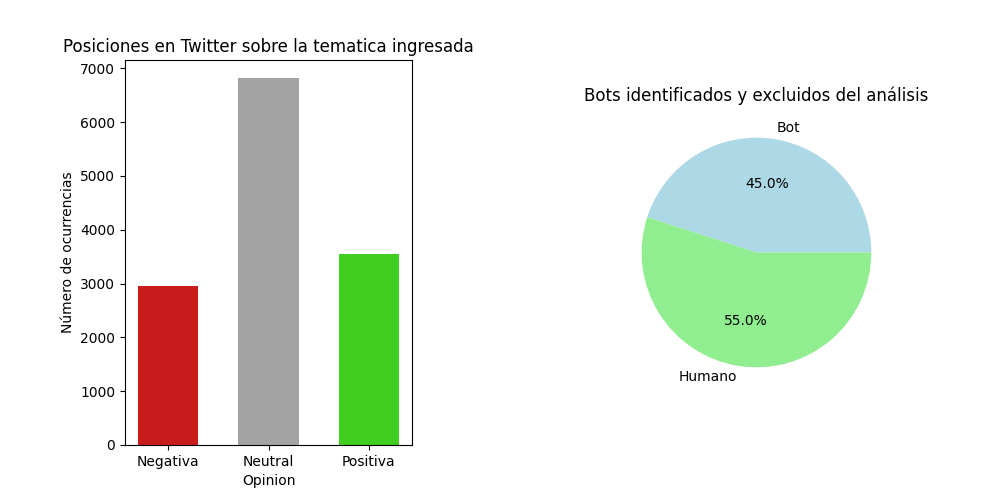 Posiciones en Twitter sobre la tematica ingresada
Número de ocurrencias
7000
6000
5000
4000
3000
2000
1000
0
Negativa
Neutral
Positiva
Opinion
Bots identificados y excluidos del análisis
Bot
45.0%
55.0%
Humano